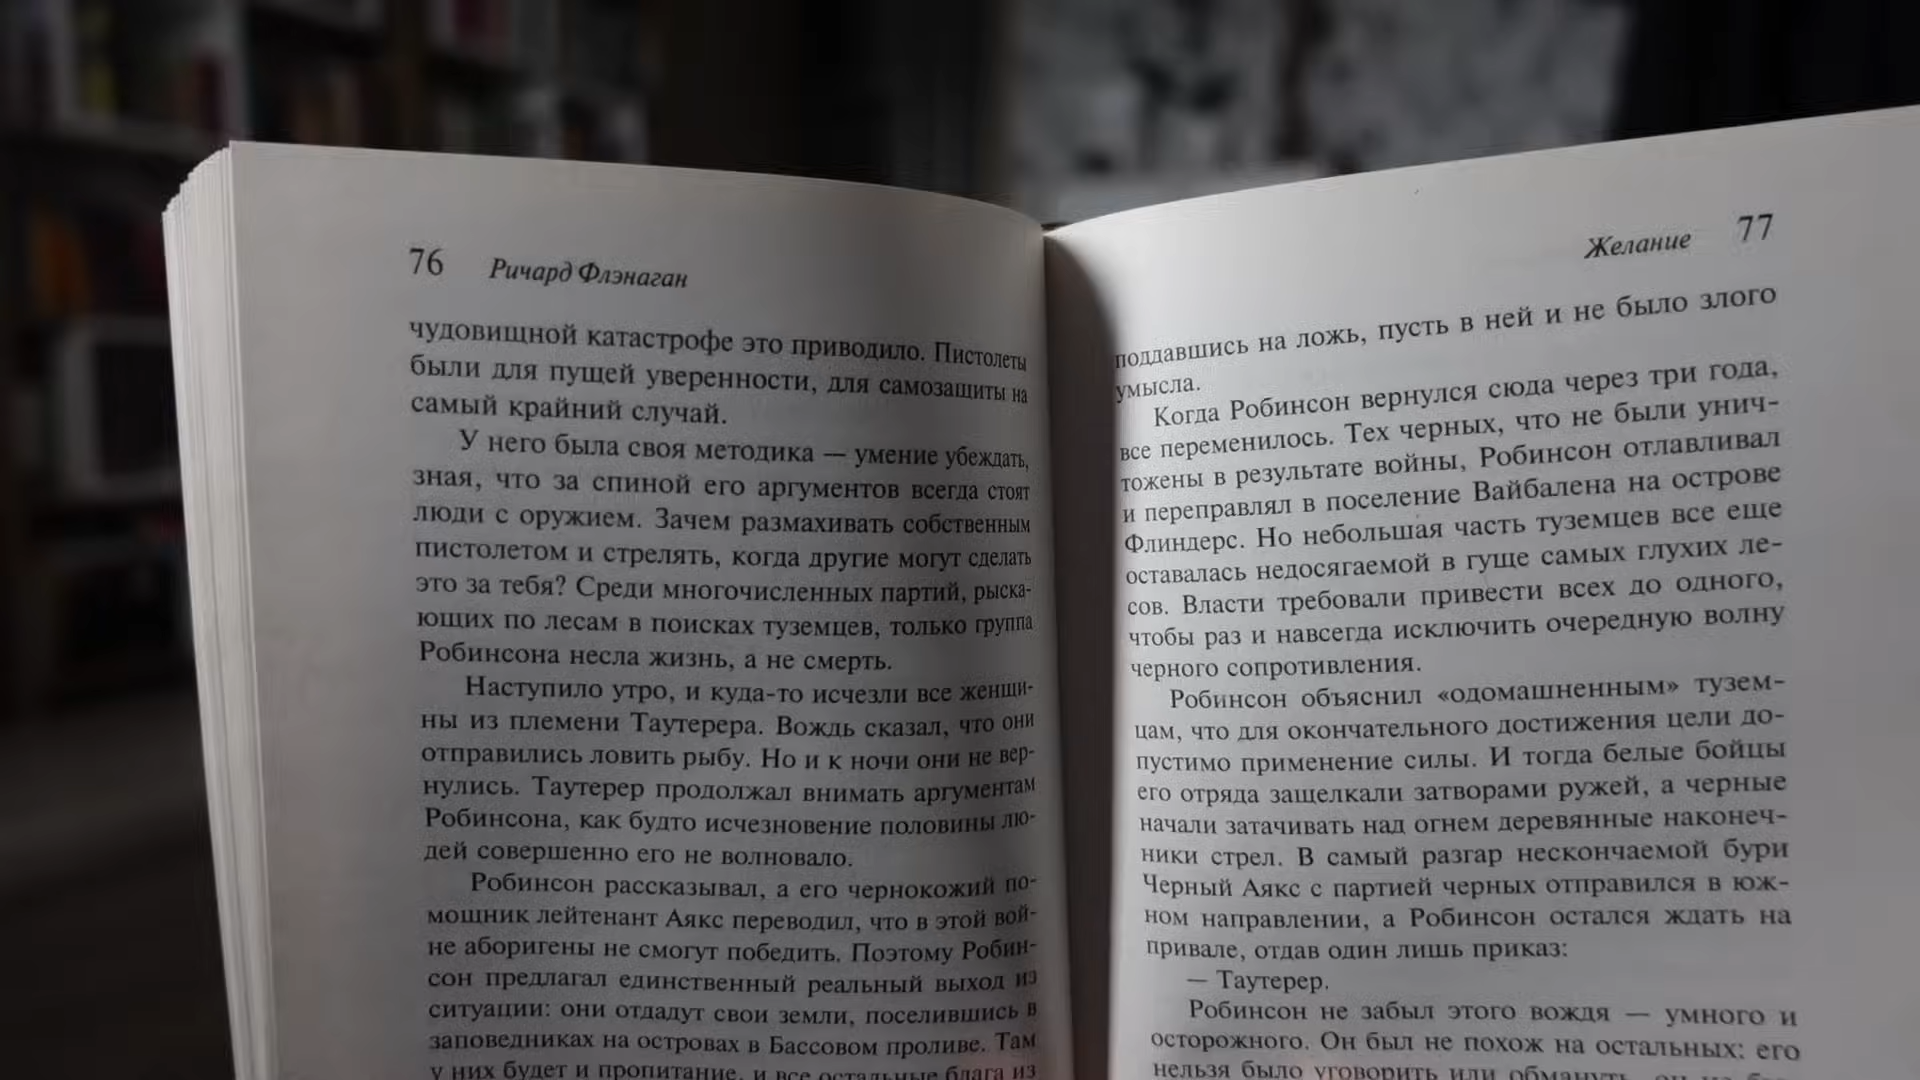 76 Ричард Флэнаган
чудовищной катастрофе это приводило. Пистолеты
были для пущей уверенности, для самозащиты на
самый крайний случай.
У него была своя методика — умение убеждать,
зная, что за спиной его аргументов всегда стоят
люди с оружием. Зачем размахивать собственным
пистолетом и стрелять, когда другие могут сделать
это за тебя? Среди многочисленных партий, рыска-
ющих по лесам в поисках туземцев, только группа
Робинсона несла жизнь, а не смерть.
Наступило утро, и куда-то исчезли все женщи-
ны из племени Таутерера. Вождь сказал, что они
отправились ловить рыбу. Но и к ночи они не вер-
нулись. Таутерер продолжал внимать аргументам
Робинсона, как будто исчезновение половины лю-
дей совершенно его не волновало.
Робинсон рассказывал, а его чернокожий по-
мощник лейтенант Аякс переводил, что в этой вой-
не аборигены не смогут победить. Поэтому Робин-
сон предлагал единственный реальный выход из
ситуации: они отдадут свои земли, поселившись в
заповедниках на островах в Бассовом проливе. Там
у них будет и пропитание, и все остальные блага из
Желание 77
поддавшись на ложь, пусть в ней и не было злого
умысла.
Когда Робинсон вернулся сюда через три года,
все переменилось. Тех черных, что не были унич-
тожены в результате войны, Робинсон отлавливал
и переправлял в поселение Вайбалена на острове
Флиндерс. Но небольшая часть туземцев все еще
оставалась недосягаемой в гуще самых глухих ле-
сов. Власти требовали привести всех до одного,
чтобы раз и навсегда исключить очередную волну
черного сопротивления.
Робинсон объяснил «одомашненным» тузем-
цам, что для окончательного достижения цели до-
пустимо применение силы. И тогда белые бойцы
его отряда защелкали затворами ружей, а черные
начали затачивать над огнем деревянные наконеч-
ники стрел. В самый разгар нескончаемой бури
Черный Аякс с партией черных отправился в юж-
ном направлении, а Робинсон остался ждать на
привале, отдав один лишь приказ:
— Таутерер.
Робинсон не забыл этого вождя — умного и
осторожного. Он был не похож на остальных: его
нельзя было уговорить или обмануть, он не